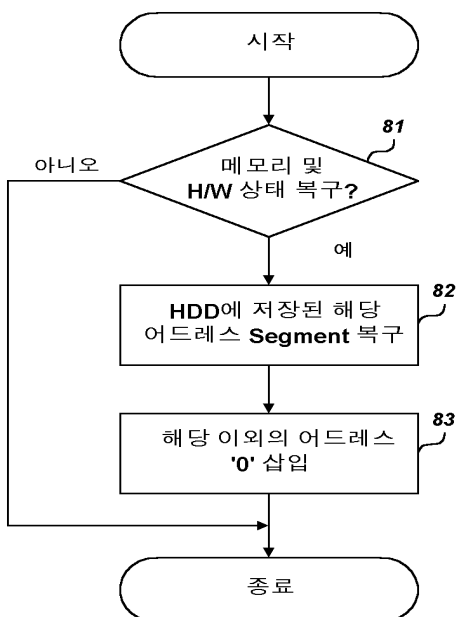 시작
81
메모리 및
H/W 상태 복구?
아니오
예
82
HDD에 저장된 해당
어드레스 Segment 복구
83
해당 이외의 어드레스
'0' 삽입
종료